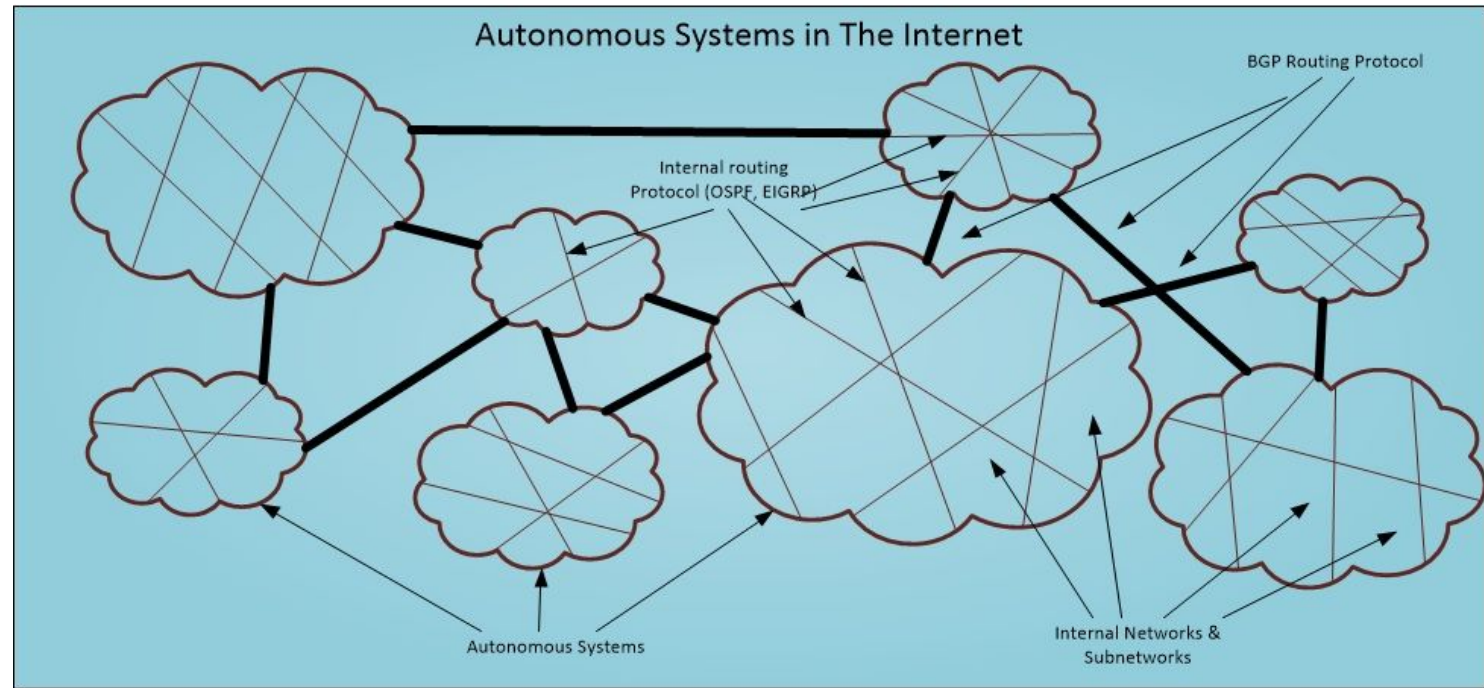 Autonomous Systems in The Internet
BGP Routing Protocol
Internal routing
Protocol (OSPF, EIGRP)
Autonomous Systems
Internal Networks &
Subnetworks